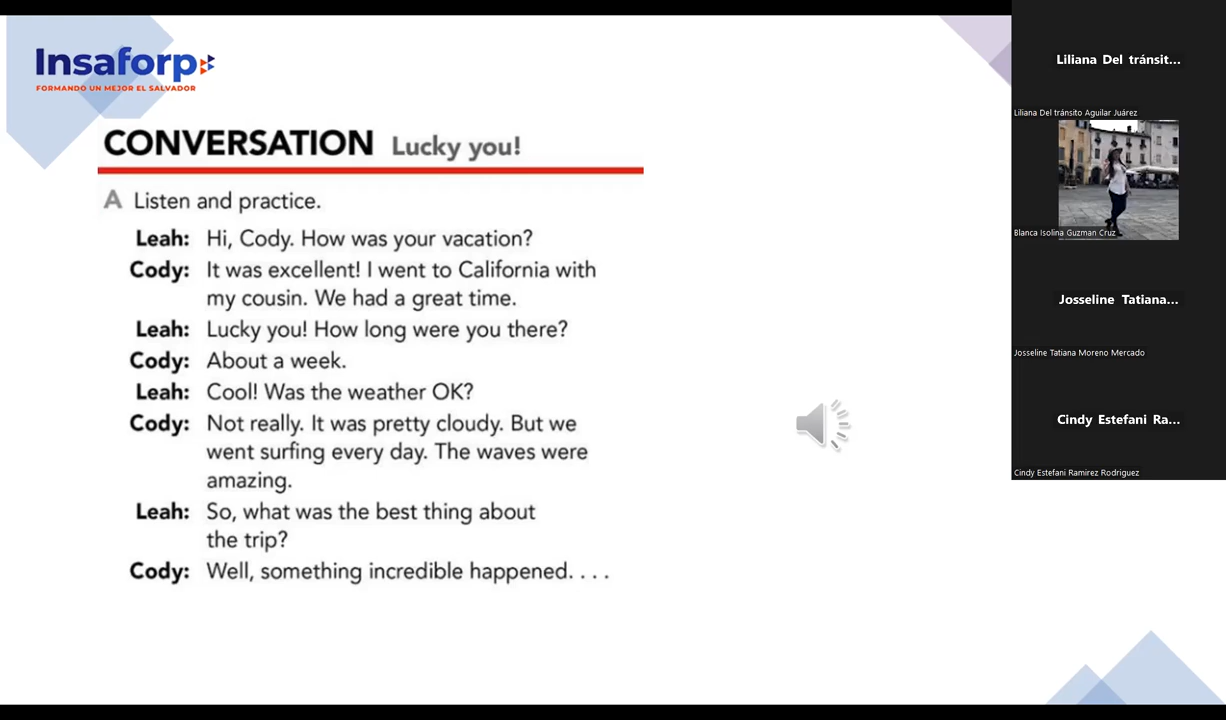 Insaforp
FORMANDO UN MEJOR EL SALVADOR
CONVERSATION Lucky you!
A Listen and practice.
Leah: Hi, Cody. How was your vacation?
Cody: It was excellent! I went to California with
my cousin. We had a great time.
Leah: Lucky you! How long were you there?
Cody: About a week.
Leah: Cool! Was the weather OK?
Cody: Not really. It was pretty cloudy. But we
went surfing every day. The waves were
amazing.
Leah: So, what was the best thing about
the trip?
Cody: Well, something incredible happened. . . .
Liliana Del tránsit...
Liliana Del tránsito Aguilar Juárez
Blanca Isolina Guzman Cruz
Josseline Tatiana...
Josseline Tatiana Moreno Mercado
Cindy Estefani Ra...
Cindy Estefani Ramirez Rodriguez